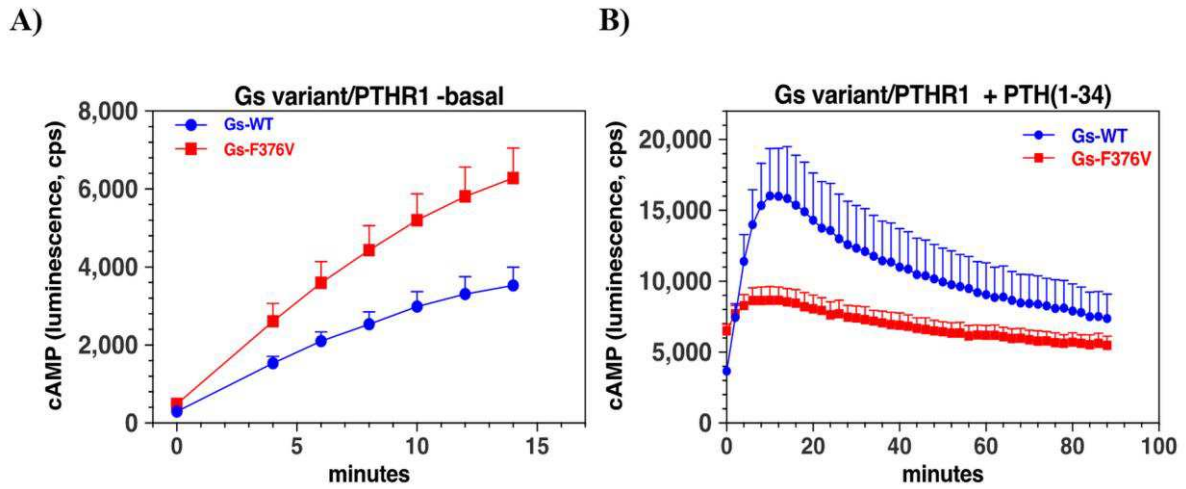 A)
B)
Gs variant/PTHR1 -basal
8,000
6,000
4,000
2,000
0
cAMP (luminescence, cps)
Gs-WT
Gs-F376V
0
5
10
15
minutes
Gs variant/PTHR1 + PTH(1-34)
20,000
15,000
10,000
5,000
0
cAMP (luminescence, cps)
Gs-WT
Gs-F376V
0
20
40
60
80
100
minutes